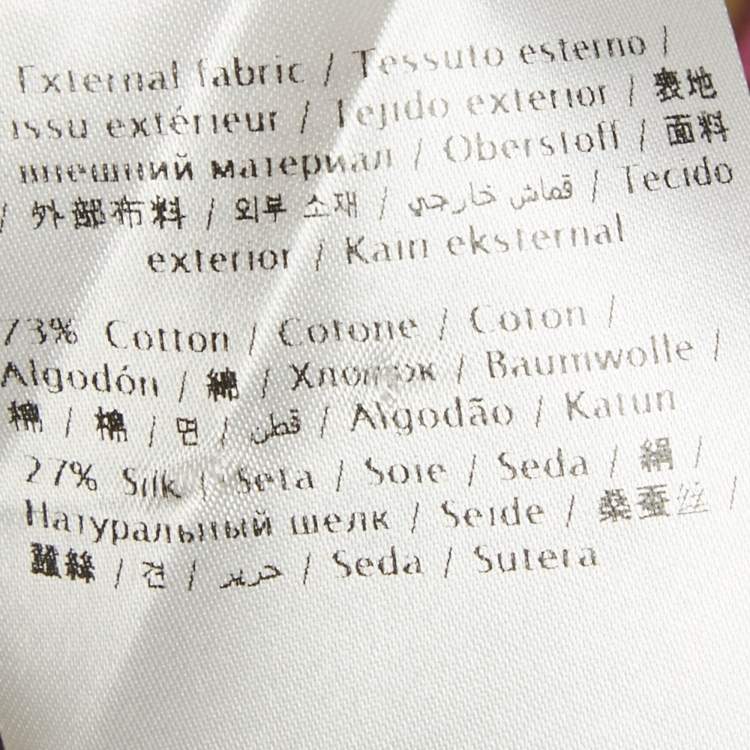 External fabric / Tessuto esterno /
issu extérieur / Tejido exterior / 表地
внешний материал / Oberstoff / 面料
/ 外部布料 / 외부 소재 / قماش خارجي / Tecido
exterior / Kain eksternal
73% Cotton / Cotone / Coton /
Algodón / 綿 / Хлопок / Baumwolle /
棉 / 棉 / 면 / قطن / Algodão / Katun
27% Silk / Seta / Soie / Seda / 絹 /
Натуральный шелк / Seide / 桑蚕丝 /
蠶絲 / 견 / حرير / Seda / Sutera